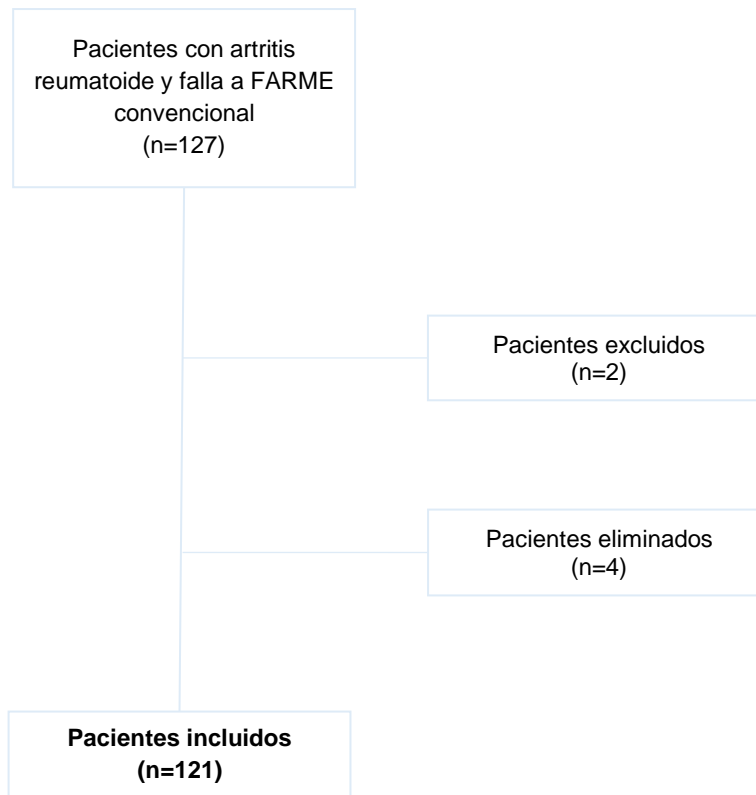 Pacientes con artritis
reumatoide y falla a FARME
convencional
(n=127)
Pacientes excluidos
(n=2)
Pacientes eliminados
(n=4)
Pacientes incluidos
(n=121)